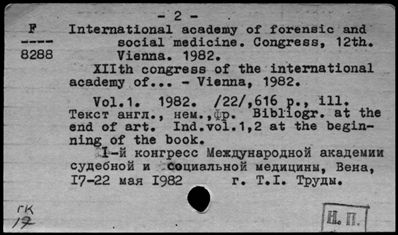 - 2 -
F International academy of forensic and
---- social medicine. Congress, 12th.
8288 Vienna. 1982.
XIIth congress of the international
academy of... - Vienna, 1982.
Vol.1. 1982. /22/,616 p., ill.
Текст англ., нем., фр. Bibliogr. at the
end of art. Ind.vol.1,2 at the begin-
ning of the book.
I-й конгресс Международной академии
судебной и социальной медицины, Вена,
17-22 мая 1982 г. Т.I. Труды.
ГК
17
Н. П.